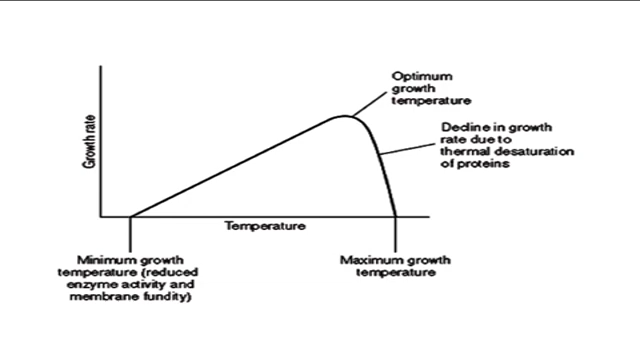 Optimum
growth
temperature
Decline in growth
rate due to
thermal desaturation
of proteins
Growth rate
Temperature
Minimum growth
temperature (reduced
enzyme activity and
membrane fundity)
Maximum growth
temperature